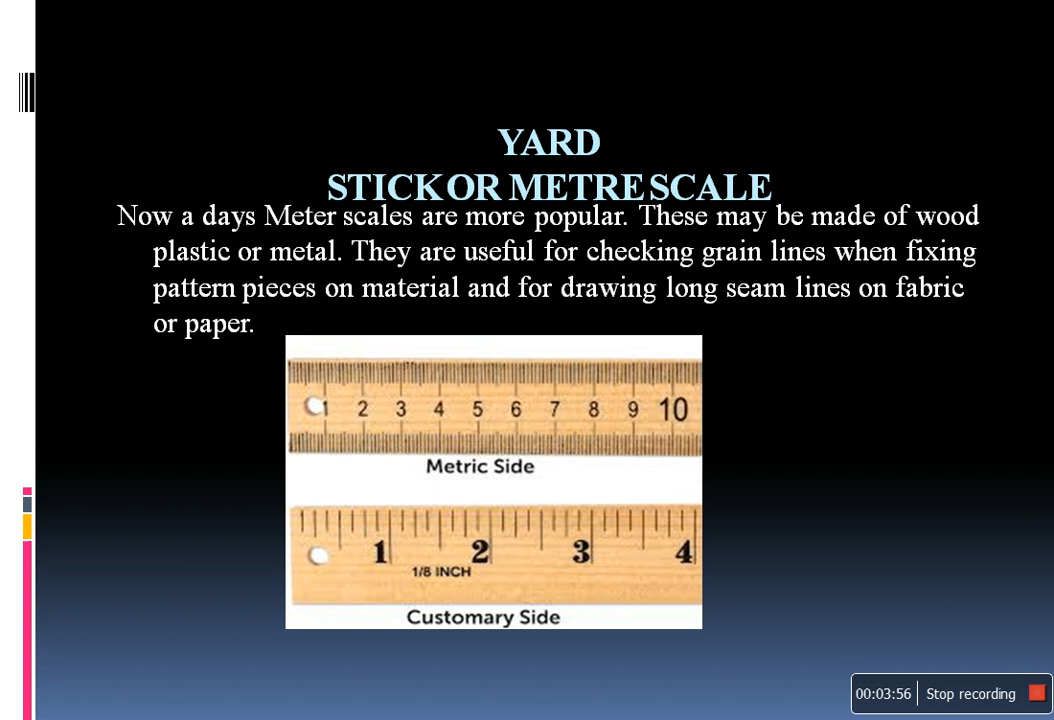 YARD
STICK OR METRE SCALE
Now a days Meter scales are more popular. These may be made of wood
plastic or metal. They are useful for checking grain lines when fixing
pattern pieces on material and for drawing long seam lines on fabric
or paper.
1 2 3 4 5 6 7 8 9 10
Metric Side
1 2 3 4
1/8 INCH
Customary Side
00:03:56 Stop recording